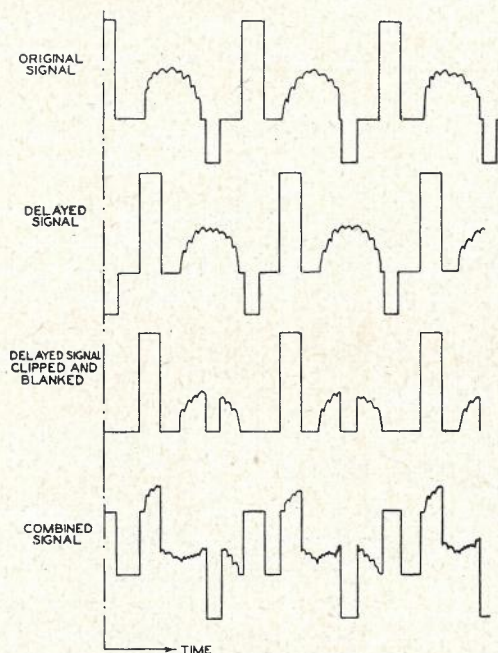 ORIGINAL
SIGNAL
DELAYED
SIGNAL
DELAYED SIGNAL
CLIPPED AND
BLANKED
COMBINED
SIGNAL
TIME